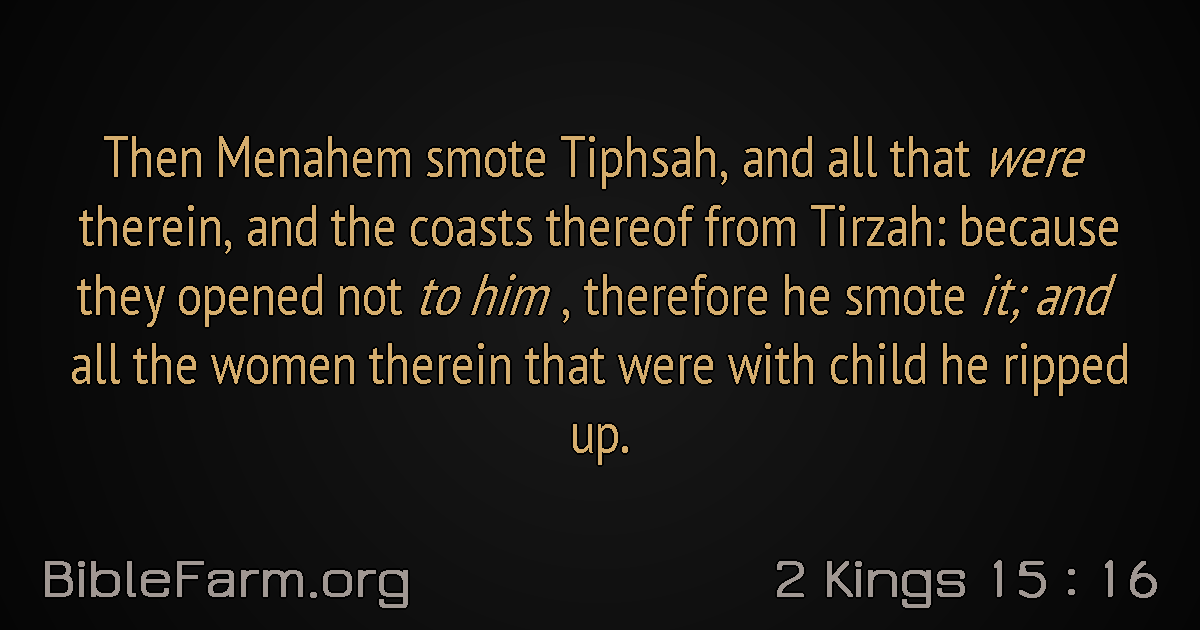 Then Menahem smote Tiphsah, and all that were
therein, and the coasts thereof from Tirzah: because
they opened not to him , therefore he smote it; and
all the women therein that were with child he ripped
up.
BibleFarm.org
2 Kings 15 : 16